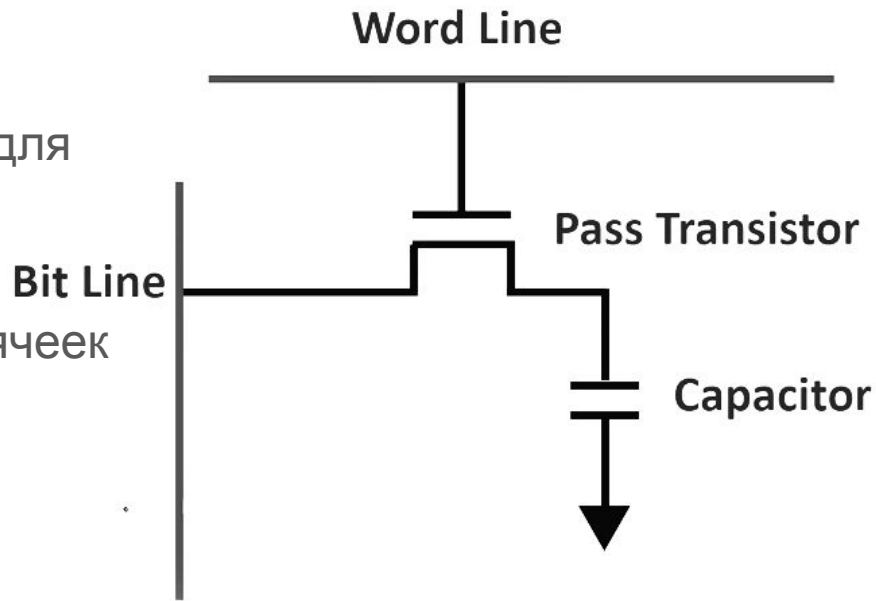 Word Line
для
Pass Transistor
Bit Line
ячеек
Capacitor